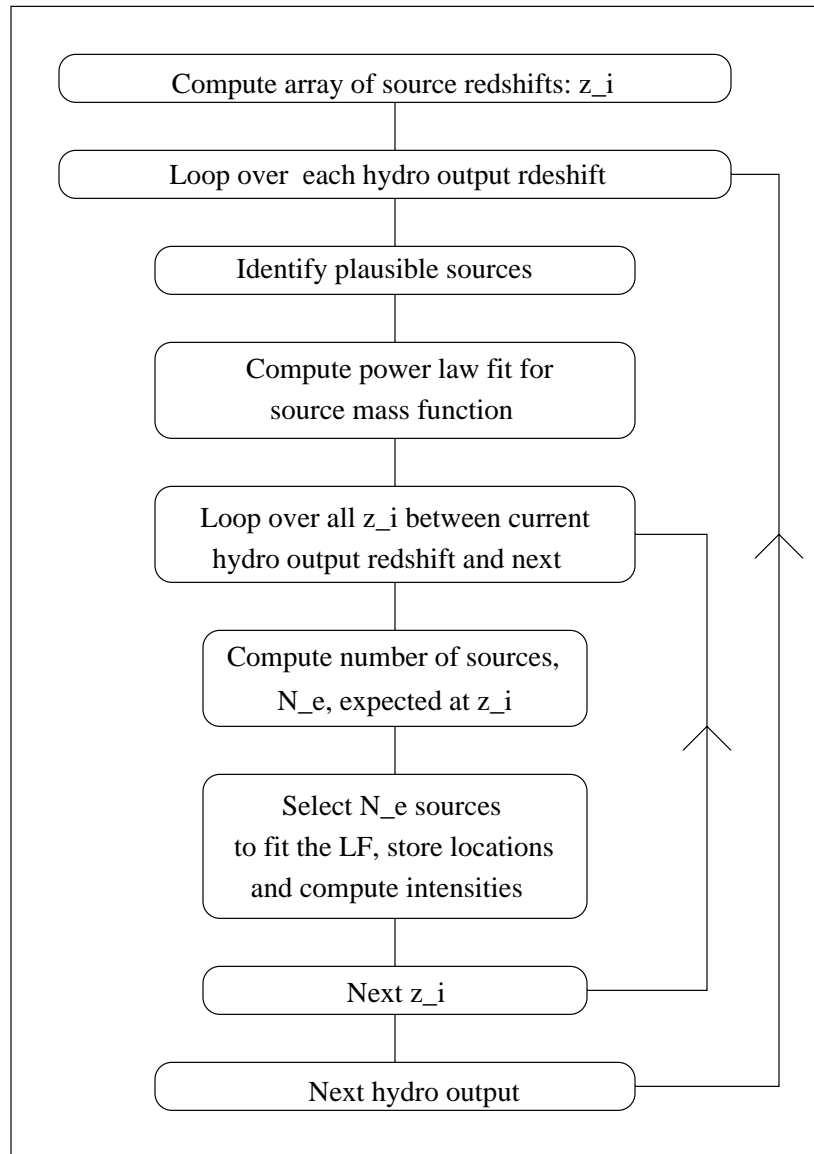 Compute array of source redshifts: z_i
Loop over each hydro output rdeshift
Identify plausible sources
Compute power law fit for
source mass function
Loop over all z_i between current
hydro output redshift and next
Compute number of sources,
N_e, expected at z_i
Select N_e sources
to fit the LF, store locations
and compute intensities
Next z_i
Next hydro output